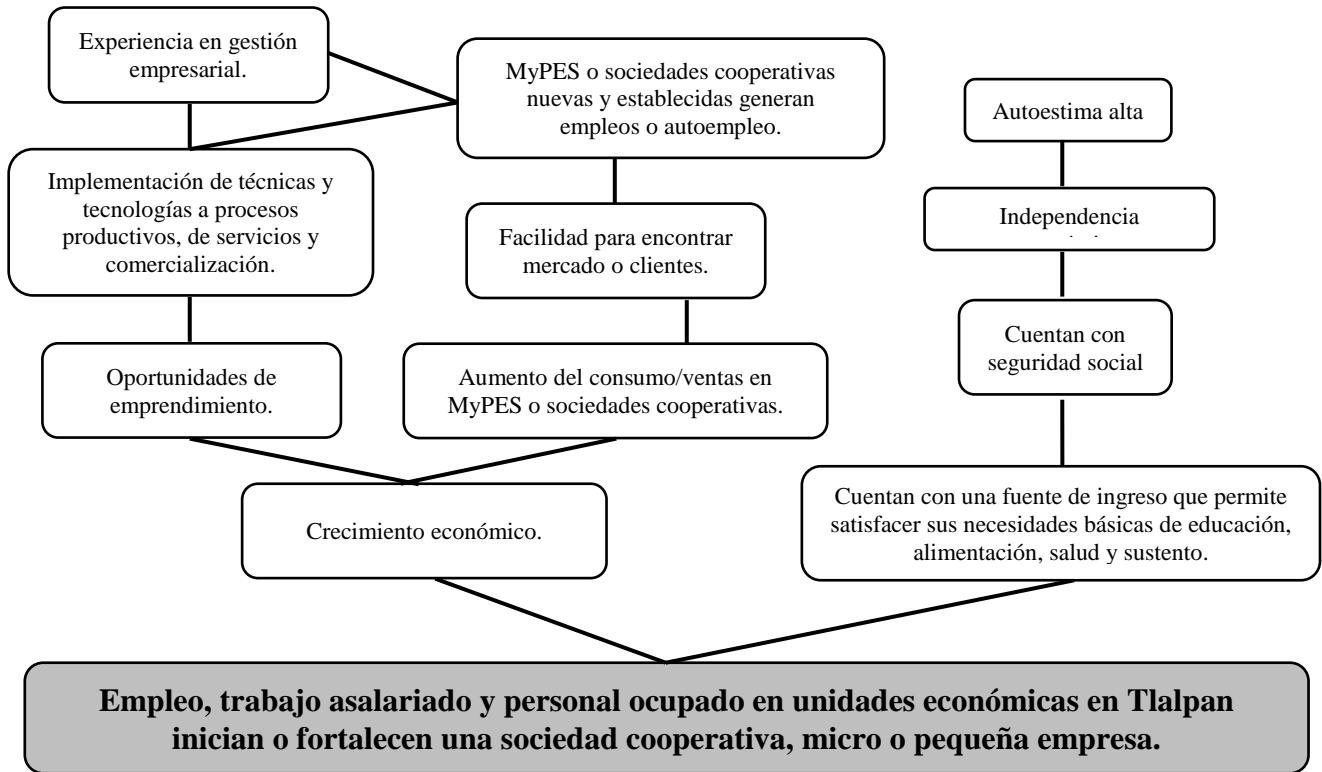 Experiencia en gestión
empresarial.
MyPES o sociedades cooperativas
nuevas y establecidas generan
empleos o autoempleo.
Autoestima alta
Implementación de técnicas y
tecnologías a procesos
productivos, de servicios y
comercialización.
Facilidad para encontrar
mercado o clientes.
Independencia
Cuentan con
seguridad social
Oportunidades de
emprendimiento.
Aumento del consumo/ventas en
MyPES o sociedades cooperativas.
Crecimiento económico.
Cuentan con una fuente de ingreso que permite
satisfacer sus necesidades básicas de educación,
alimentación, salud y sustento.
Empleo, trabajo asalariado y personal ocupado en unidades económicas en Tlalpan
inician o fortalecen una sociedad cooperativa, micro o pequeña empresa.